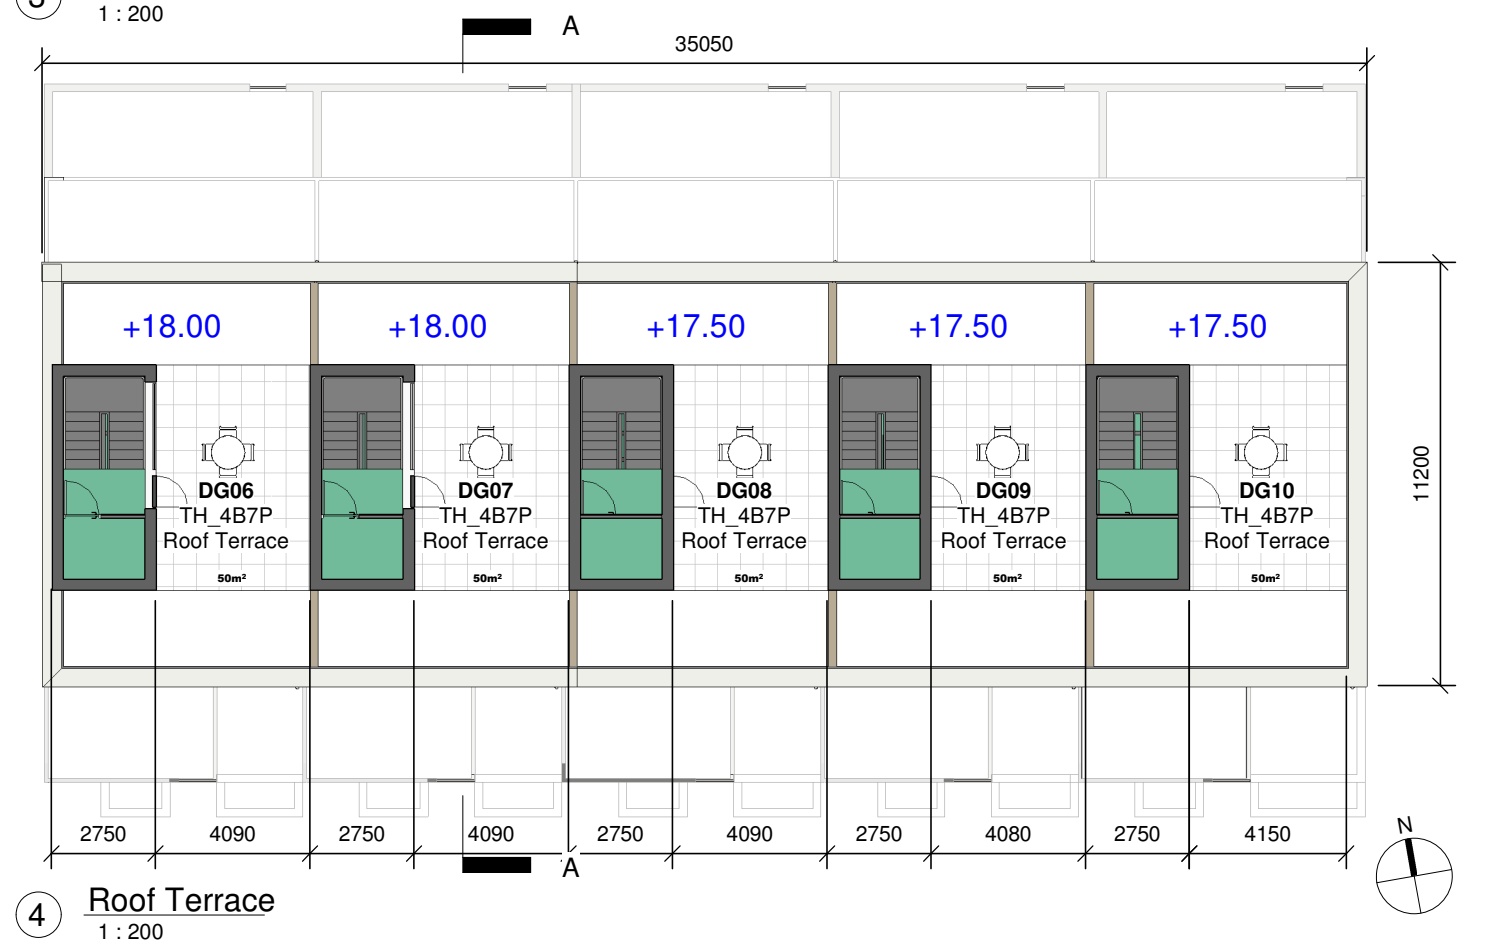 1 : 200
A
35050
+18.00
+18.00
+17.50
+17.50
+17.50
DG06
TH_4B7P
Roof Terrace
50m²
DG07
TH_4B7P
Roof Terrace
50m²
DG08
TH_4B7P
Roof Terrace
50m²
DG09
TH_4B7P
Roof Terrace
50m²
DG10
TH_4B7P
Roof Terrace
50m²
11200
2750
4090
2750
4090
2750
4090
2750
4080
2750
4150
A
N
4
Roof Terrace
1 : 200